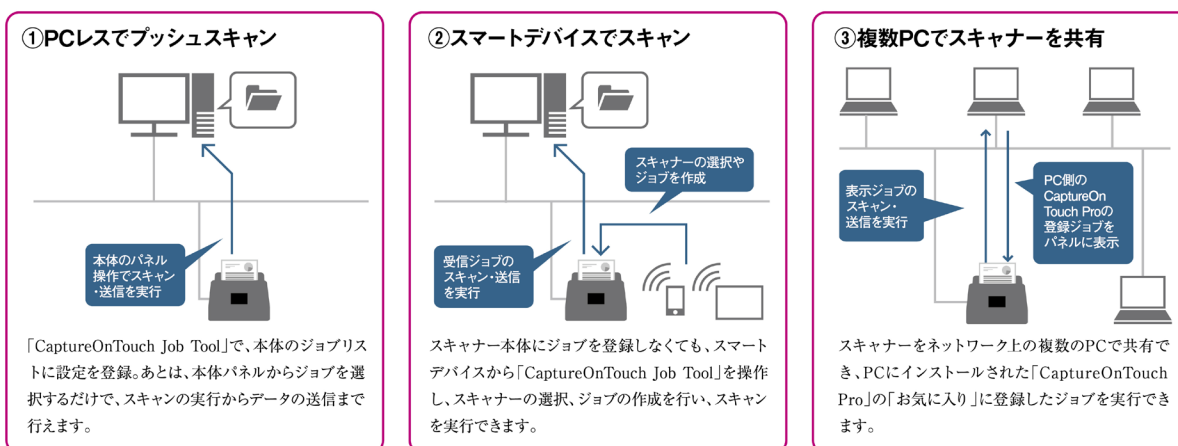 ①PCレスでプッシュスキャン
本体のパネル
操作でスキャン
・送信を実行
「CaptureOnTouch Job Tool」で、本体のジョブリス
トに設定を登録。あとは、本体パネルからジョブを選
択するだけで、スキャンの実行からデータの送信まで
行えます。
②スマートデバイスでスキャン
スキャナーの選択や
ジョブを作成
受信ジョブの
スキャン・送信
を実行
スキャナー本体にジョブを登録しなくても、スマート
デバイスから「CaptureOnTouch Job Tool」を操作
し、スキャナーの選択、ジョブの作成を行い、スキャン
を実行できます。
③複数PCでスキャナーを共有
表示ジョブの
スキャン・
送信を実行
PC側の
CaptureOn
Touch Proの
登録ジョブを
パネルに表示
スキャナーをネットワーク上の複数のPCで共有で
き、PCにインストールされた「CaptureOnTouch
Pro」の「お気に入り」に登録したジョブを実行でき
ます。